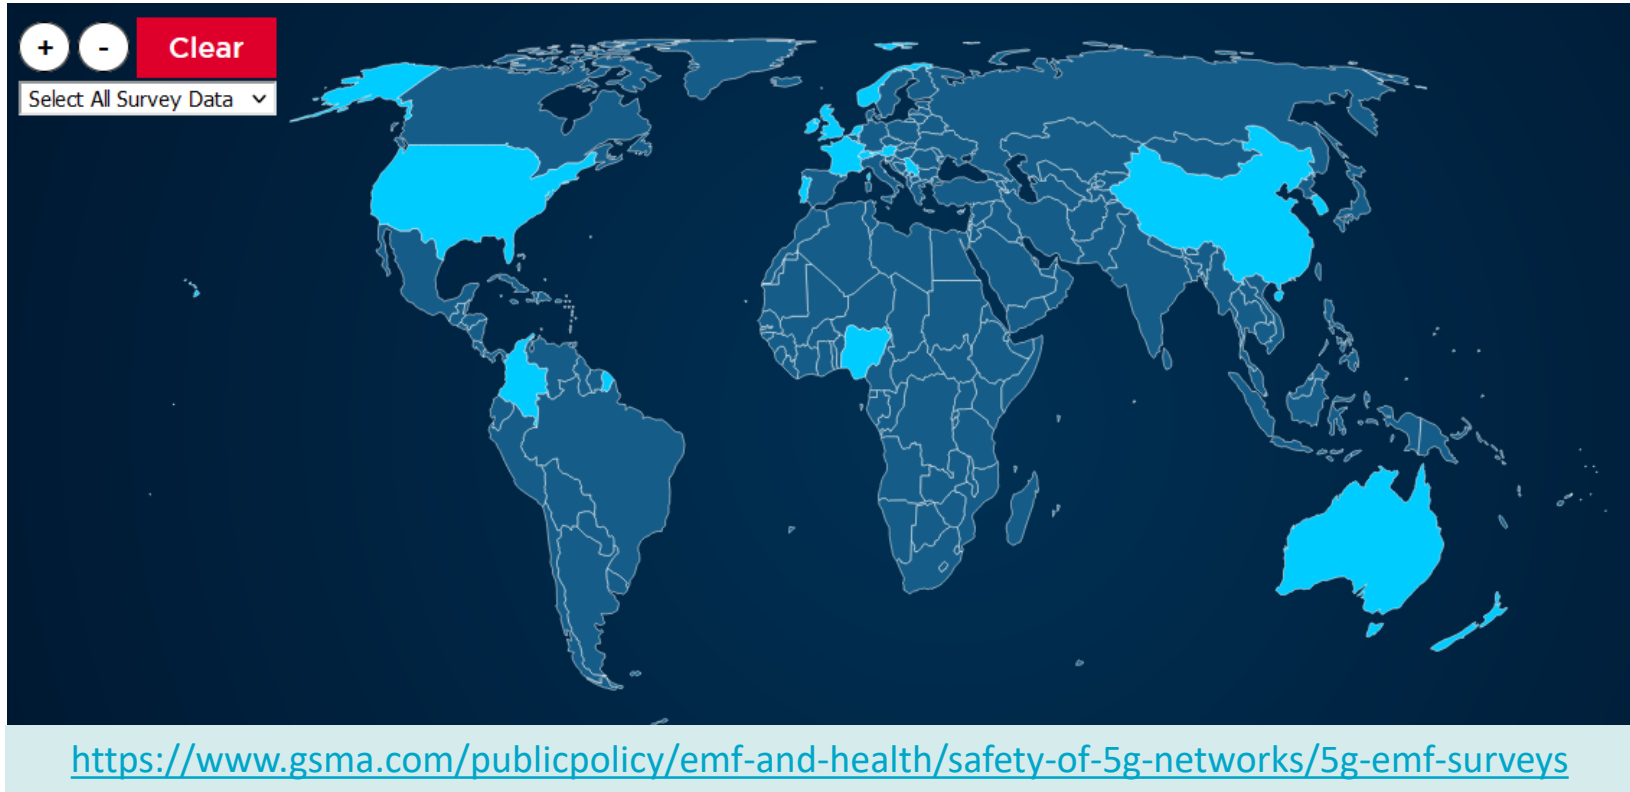 + - Clear
Select All Survey Data
https://www.gsma.com/publicpolicy/emf-and-health/safety-of-5g-networks/5g-emf-surveys